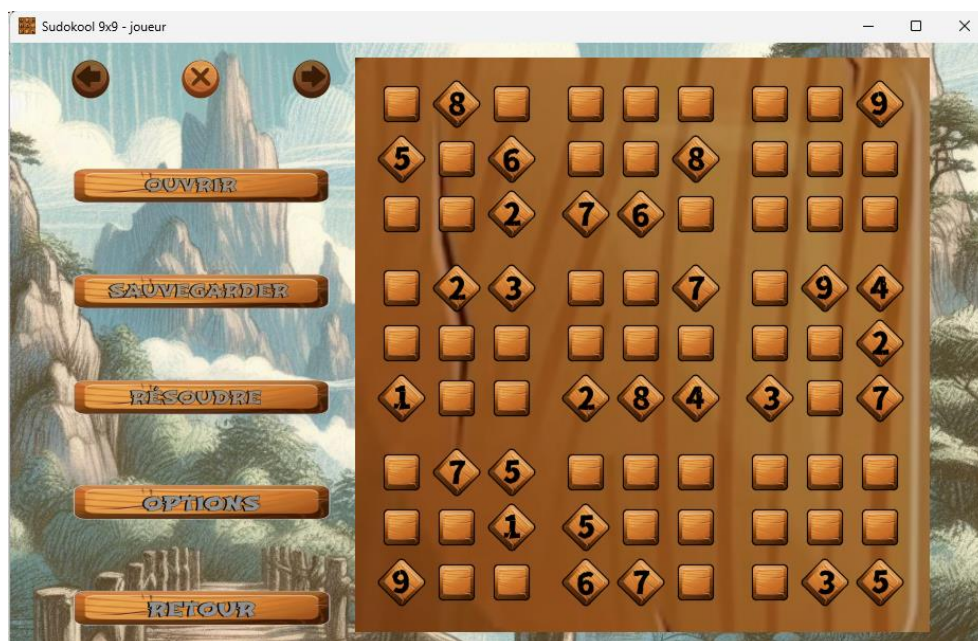 Sudokool 9x9 - joueur
8 9
5 6 8
OUVRIR
2 7 6
SAUVEGARDER
2 3 7 9 4
2
RÉSOUDRE
1 2 8 4 3 7
7 5
OPTIONS
1 5
9 6 7 3 5
RETOUR